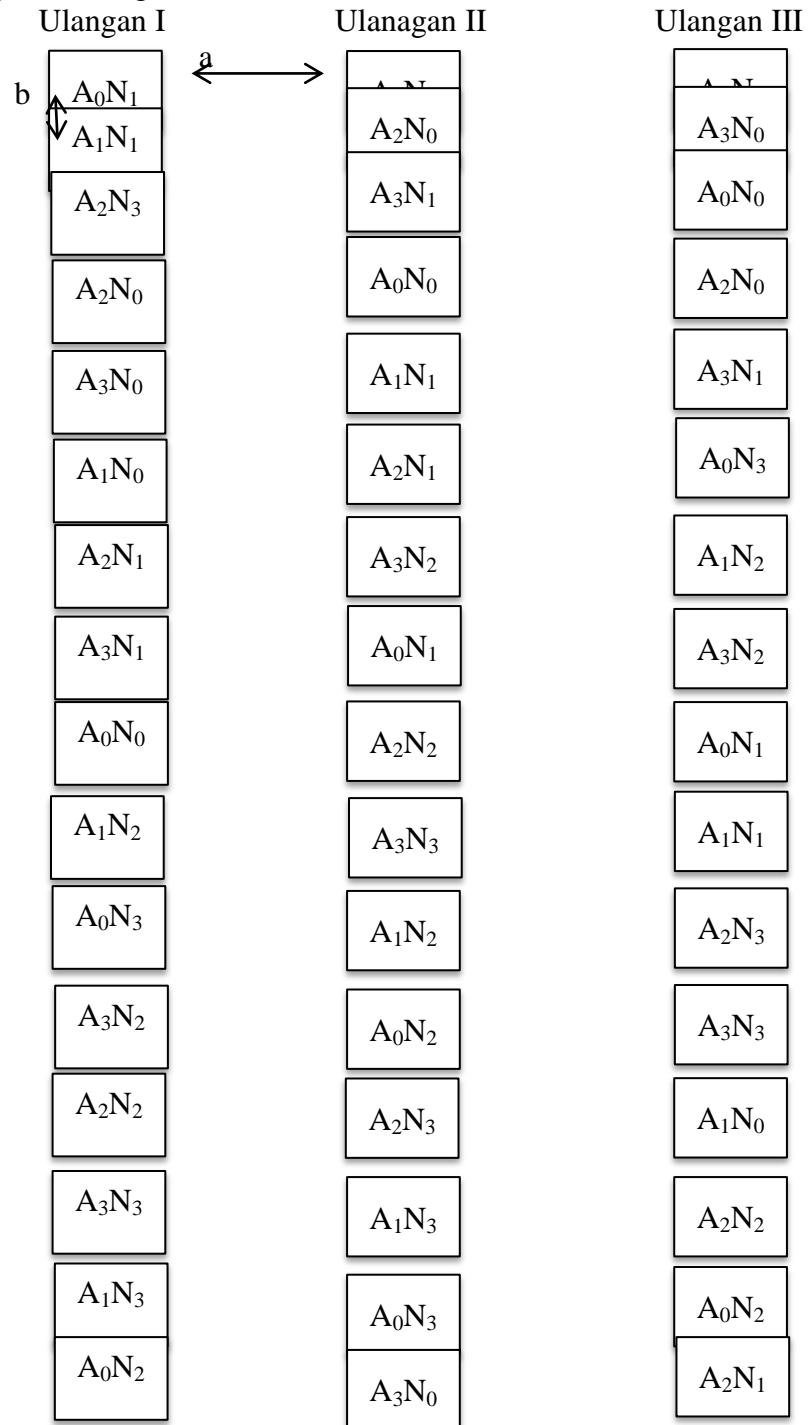 Ulangan I
a
b
A₀N₁
A₁N₁
A₂N₃
A₂N₀
A₃N₀
A₁N₀
A₂N₁
A₃N₁
A₀N₀
A₁N₂
A₀N₃
A₃N₂
A₂N₂
A₃N₃
A₁N₃
A₀N₂
Ulanagan II
A₂N₀
A₃N₁
A₀N₀
A₁N₁
A₂N₁
A₃N₂
A₀N₁
A₂N₂
A₃N₃
A₁N₂
A₀N₂
A₂N₃
A₁N₃
A₀N₃
A₃N₀
Ulangan III
A₃N₀
A₀N₀
A₂N₀
A₃N₁
A₀N₃
A₁N₂
A₃N₂
A₀N₁
A₁N₁
A₂N₃
A₃N₃
A₁N₀
A₂N₂
A₀N₂
A₂N₁